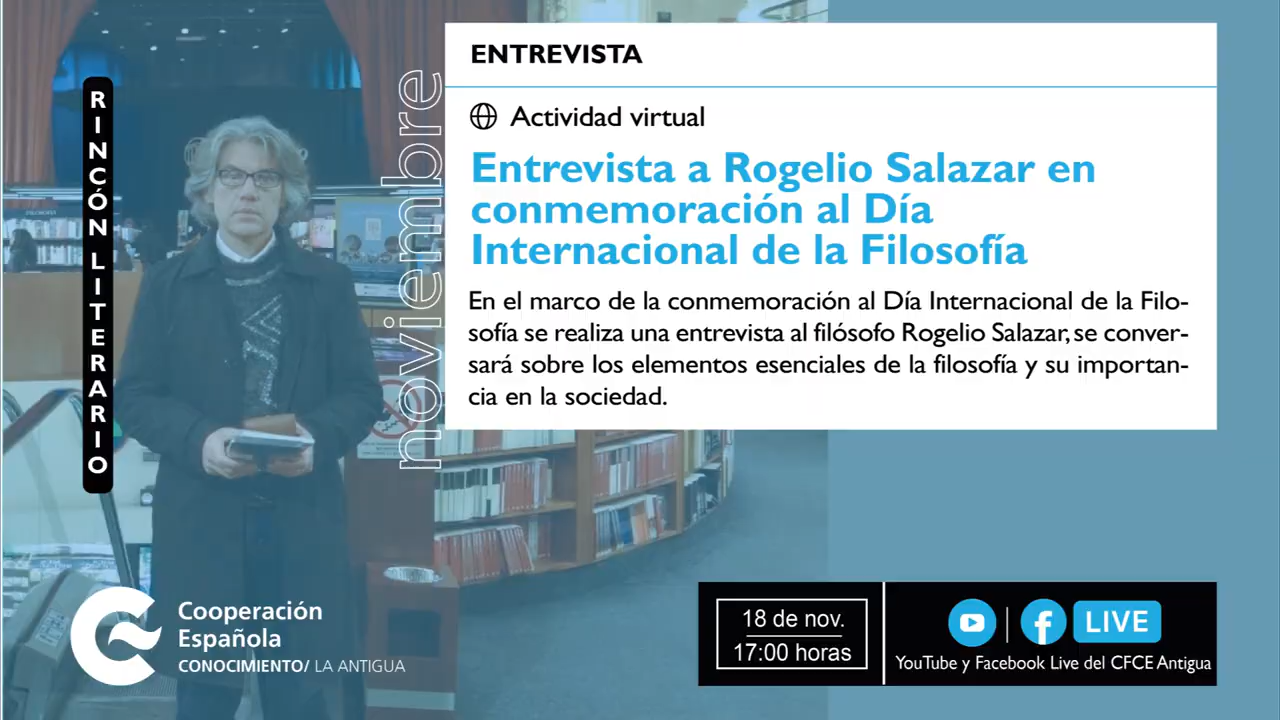 RINCÓN LITERARIO
noviembre
ENTREVISTA
Actividad virtual
Entrevista a Rogelio Salazar en
conmemoración al Día
Internacional de la Filosofía
En el marco de la conmemoración al Día Internacional de la Filo-
sofía se realiza una entrevista al filósofo Rogelio Salazar, se conver-
sará sobre los elementos esenciales de la filosofía y su importan-
cia en la sociedad.
Cooperación
Española
CONOCIMIENTO/ LA ANTIGUA
18 de nov.
17:00 horas
LIVE
YouTube y Facebook Live del CFCE Antigua